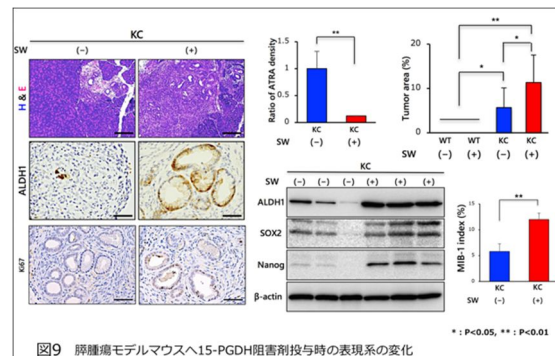 KC
SW
(-)
(+)
H & E
ALDH1
Ki67
Ratio of ATRA density
1.5
1.0
0.5
0
**
KC
(-)
KC
(+)
SW
Tumor area (%)
20
15
10
5
0
**
*
*
WT
(-)
WT
(+)
KC
(-)
KC
(+)
SW
KC
SW
(-)
(-)
(-)
(+)
(+)
(+)
ALDH1
SOX2
Nanog
β-actin
MIB-1 index (%)
15
10
5
0
**
KC
(-)
KC
(+)
SW
* : P<0.05, ** : P<0.01
図9 膵腫瘍モデルマウスへ15-PGDH阻害剤投与時の表現系の変化